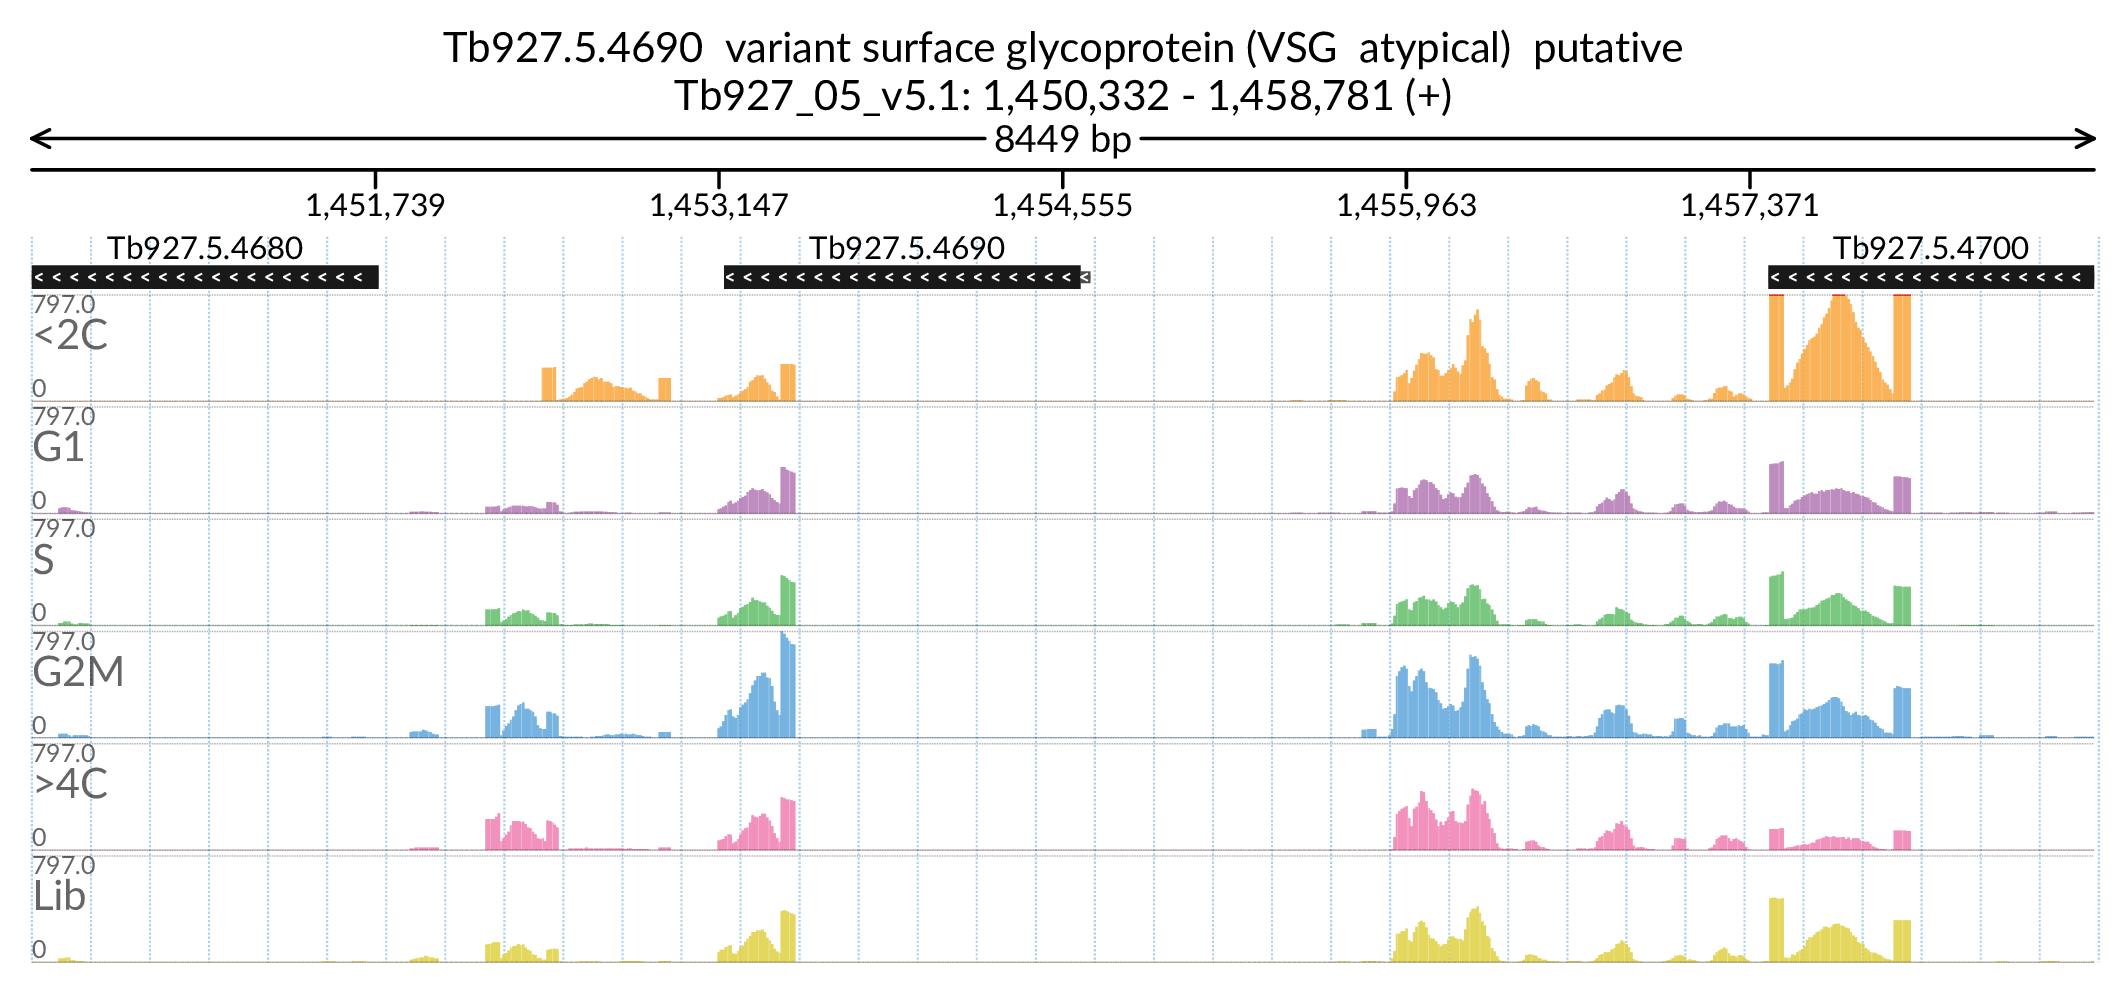 Tb927.5.4690  variant surface glycoprotein (VSG  atypical)  putative
Tb927_05_v5.1: 1,450,332 - 1,458,781 (+)
8449 bp
1,451,739 1,453,147 1,454,555 1,455,963 1,457,371
Tb927.5.4680 Tb927.5.4690 Tb927.5.4700
797.0
<2C
0
797.0
G1
0
797.0
S
0
797.0
G2M
0
797.0
>4C
0
797.0
Lib
0